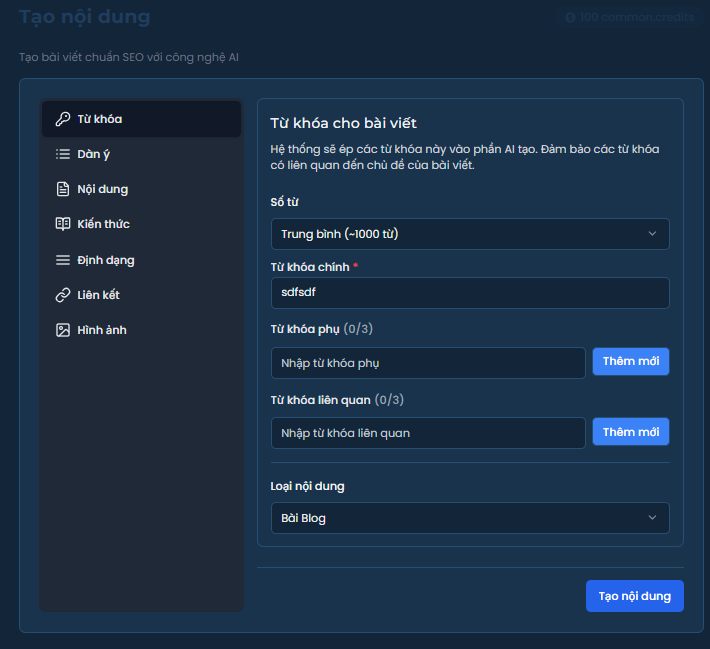 Tạo nội dung
100 common.credits
Tạo bài viết chuẩn SEO với công nghệ AI
Từ khóa
Dàn ý
Nội dung
Kiến thức
Định dạng
Liên kết
Hình ảnh
Từ khóa cho bài viết
Hệ thống sẽ ép các từ khóa này vào phần AI tạo. Đảm bảo các từ khóa
có liên quan đến chủ đề của bài viết.
Số từ
Trung bình (~1000 từ)
Từ khóa chính *
sdfsdf
Từ khóa phụ (0/3)
Nhập từ khóa phụ
Thêm mới
Từ khóa liên quan (0/3)
Nhập từ khóa liên quan
Thêm mới
Loại nội dung
Bài Blog
Tạo nội dung